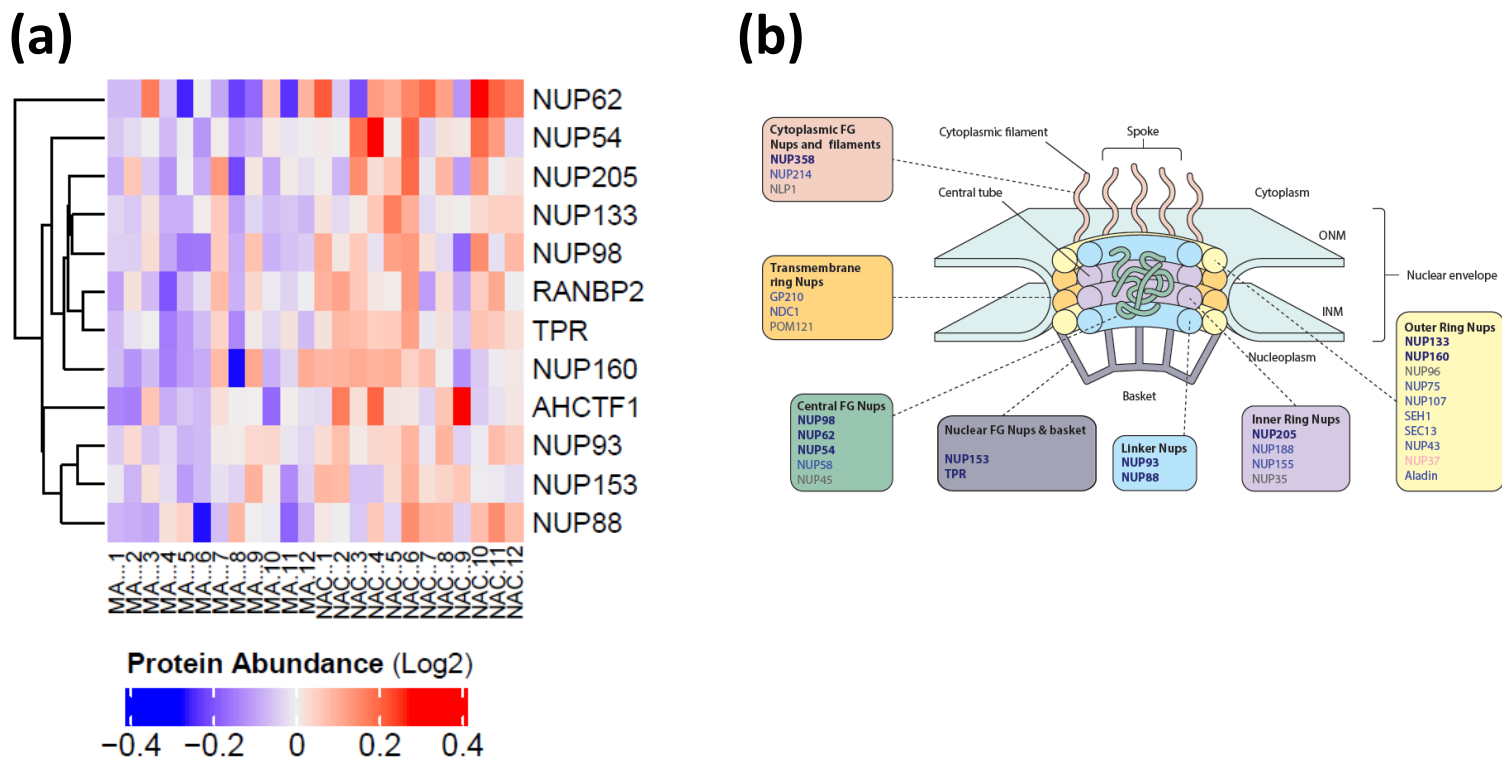 (a)
NUP62
NUP54
NUP205
NUP133
NUP98
RANBP2
TPR
NUP160
AHCTF1
NUP93
NUP153
NUP88
MA...1
MA...2
MA...3
MA...4
MA...5
MA...6
MA...7
MA...8
MA...9
MA.10
MA.11
MA.12
NAC...1
NAC...2
NAC...3
NAC...4
NAC...5
NAC...6
NAC...7
NAC...8
NAC...9
NAC.10
NAC.11
NAC.12
Protein Abundance (Log2)
−0.4 −0.2 0 0.2 0.4
(b)
Cytoplasmic FG
Nups and filaments
NUP358
NUP214
NLP1
Cytoplasmic filament
Spoke
Central tube
Cytoplasm
ONM
Nuclear envelope
INM
Nucleoplasm
Basket
Transmembrane
ring Nups
GP210
NDC1
POM121
Central FG Nups
NUP98
NUP62
NUP54
NUP58
NUP45
Nuclear FG Nups & basket
NUP153
TPR
Linker Nups
NUP93
NUP88
Inner Ring Nups
NUP205
NUP188
NUP155
NUP35
Outer Ring Nups
NUP133
NUP160
NUP96
NUP75
NUP107
SEH1
SEC13
NUP43
NUP37
Aladin